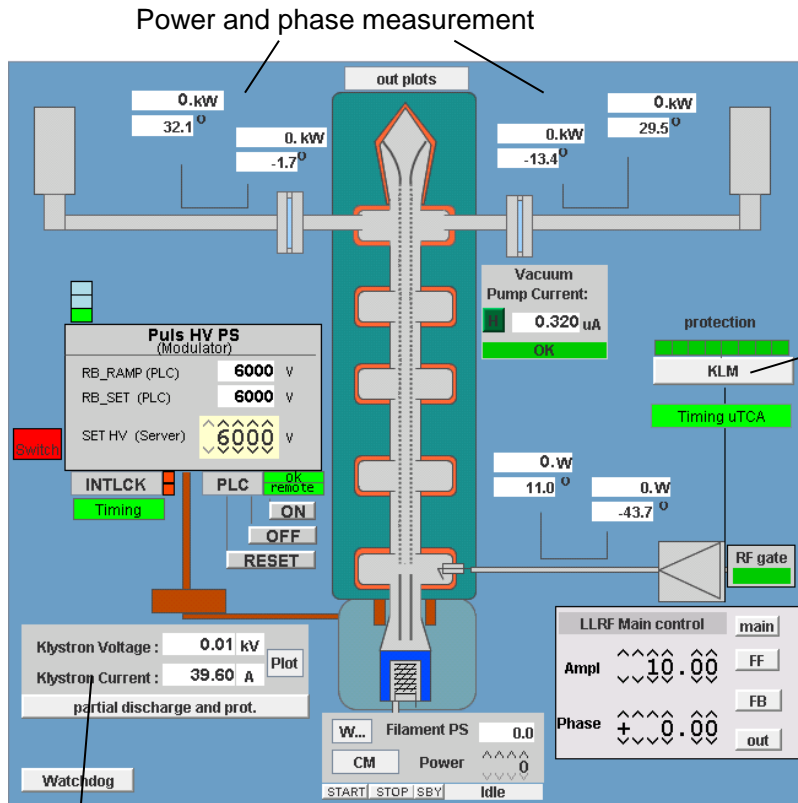 Power and phase measurement
out plots
0.kW
32.1 o
0. kW
-1.7 o
0.kW
29.5 o
0.kW
-13.4 o
Vacuum
Pump Current:
H 0.320 uA
OK
protection
KLM
Timing uTCA
Puls HV PS
(Modulator)
RB_RAMP (PLC) 6000 V
RB_SET (PLC) 6000 V
SET HV (Server) 6000 V
Switch
INTLCK PLC ok
remote
Timing
ON
OFF
RESET
0.W
11.0 o
0.W
-43.7 o
RF gate
Klystron Voltage : 0.01 kV
Klystron Current : 39.60 A
Plot
partial discharge and prot.
LLRF Main control main
Ampl 10.00 FF
FB
Phase + 0.00 out
W... Filament PS 0.0
CM Power 0
START STOP SBY Idle
Watchdog